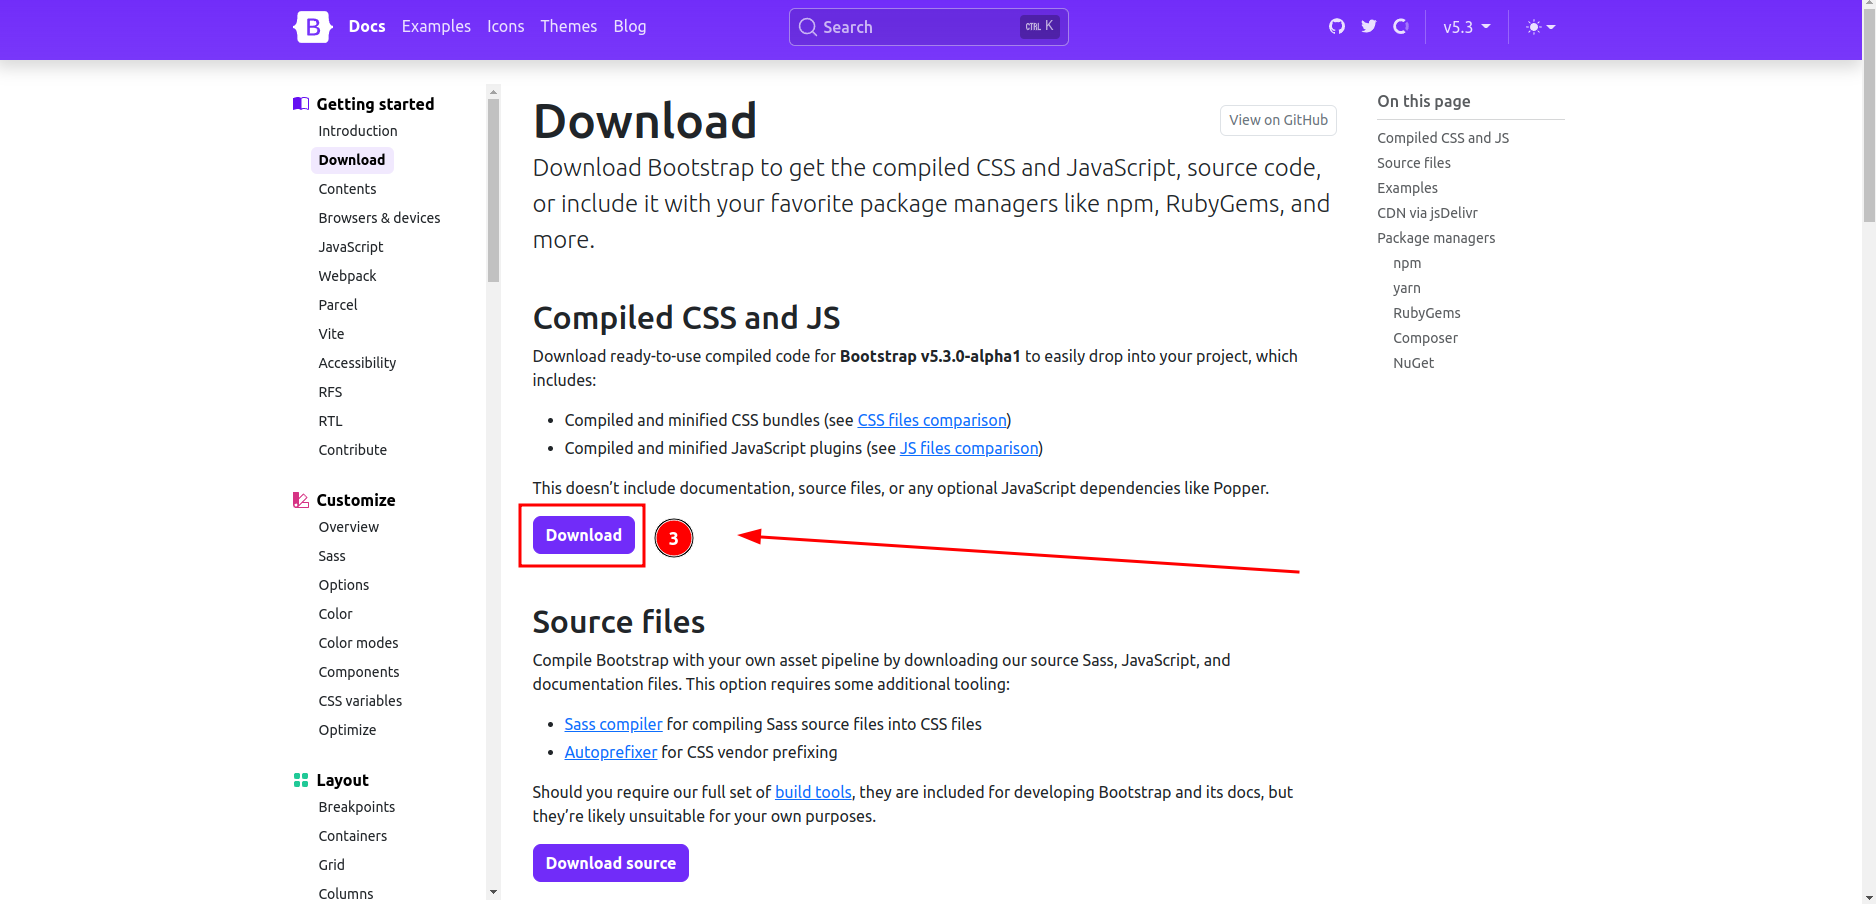 B Docs Examples Icons Themes Blog Search CTRL K v5.3
Getting started
Introduction
Download
Contents
Browsers & devices
JavaScript
Webpack
Parcel
Vite
Accessibility
RFS
RTL
Contribute
Customize
Overview
Sass
Options
Color
Color modes
Components
CSS variables
Optimize
Layout
Breakpoints
Containers
Grid
Columns
Download
View on GitHub
Download Bootstrap to get the compiled CSS and JavaScript, source code,
or include it with your favorite package managers like npm, RubyGems, and
more.
Compiled CSS and JS
Download ready-to-use compiled code for Bootstrap v5.3.0-alpha1 to easily drop into your project, which
includes:
• Compiled and minified CSS bundles (see CSS files comparison)
• Compiled and minified JavaScript plugins (see JS files comparison)
This doesn’t include documentation, source files, or any optional JavaScript dependencies like Popper.
Download 3
Source files
Compile Bootstrap with your own asset pipeline by downloading our source Sass, JavaScript, and
documentation files. This option requires some additional tooling:
• Sass compiler for compiling Sass source files into CSS files
• Autoprefixer for CSS vendor prefixing
Should you require our full set of build tools, they are included for developing Bootstrap and its docs, but
they’re likely unsuitable for your own purposes.
Download source
On this page
Compiled CSS and JS
Source files
Examples
CDN via jsDelivr
Package managers
npm
yarn
RubyGems
Composer
NuGet